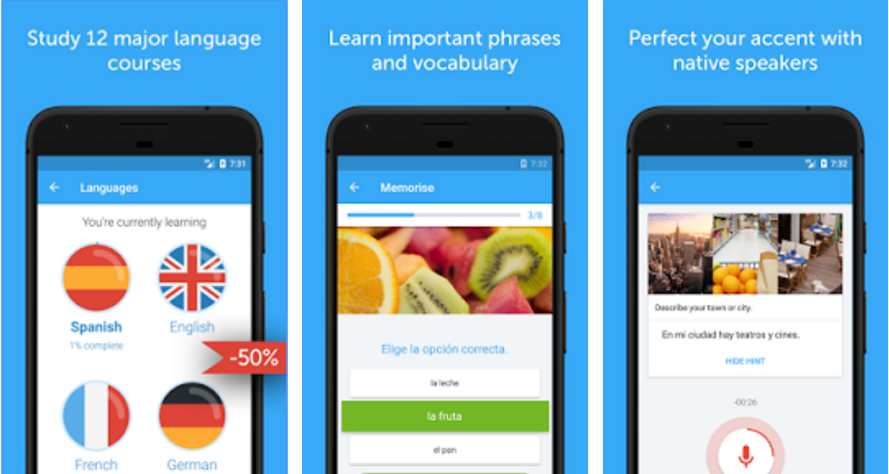 Study 12 major language
courses
7:31
Languages
You're currently learning
Spanish
1% complete
English
-50%
French
German
Learn important phrases
and vocabulary
7:32
Memorise
3/8
Elige la opción correcta.
la leche
la fruta
el pan
Perfect your accent with
native speakers
7:32
Describe your town or city.
En mi ciudad hay teatros y cines.
HIDE HINT
-00:26